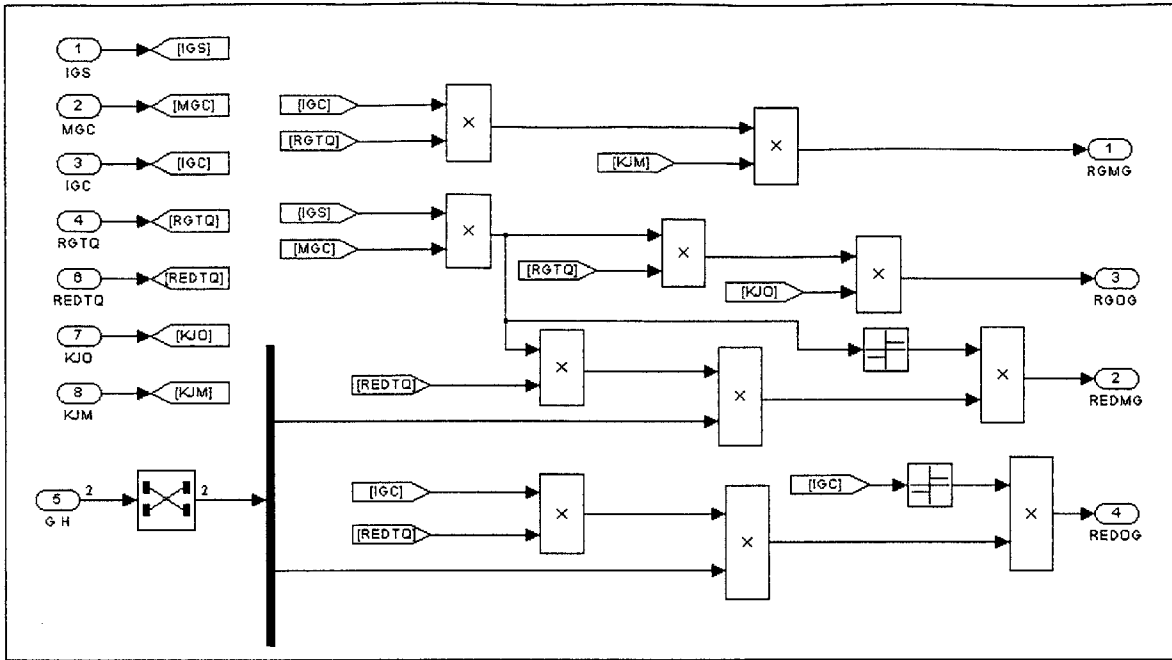 1
[IGS]
IGS
2
[MGC]
MGC
3
[IGC]
IGC
4
[RGTQ]
RGTQ
6
[REDTQ]
REDTQ
7
[KJO]
KJO
8
[KJM]
KJM
5
2
2
G H
[IGC]
×
[RGTQ]
×
[KJM]
1
RGMG
[IGS]
×
[MGC]
×
[RGTQ]
×
[KJO]
3
RGOG
×
[REDTQ]
×
×
2
REDMG
[IGC]
×
[REDTQ]
×
[IGC]
×
4
REDOG